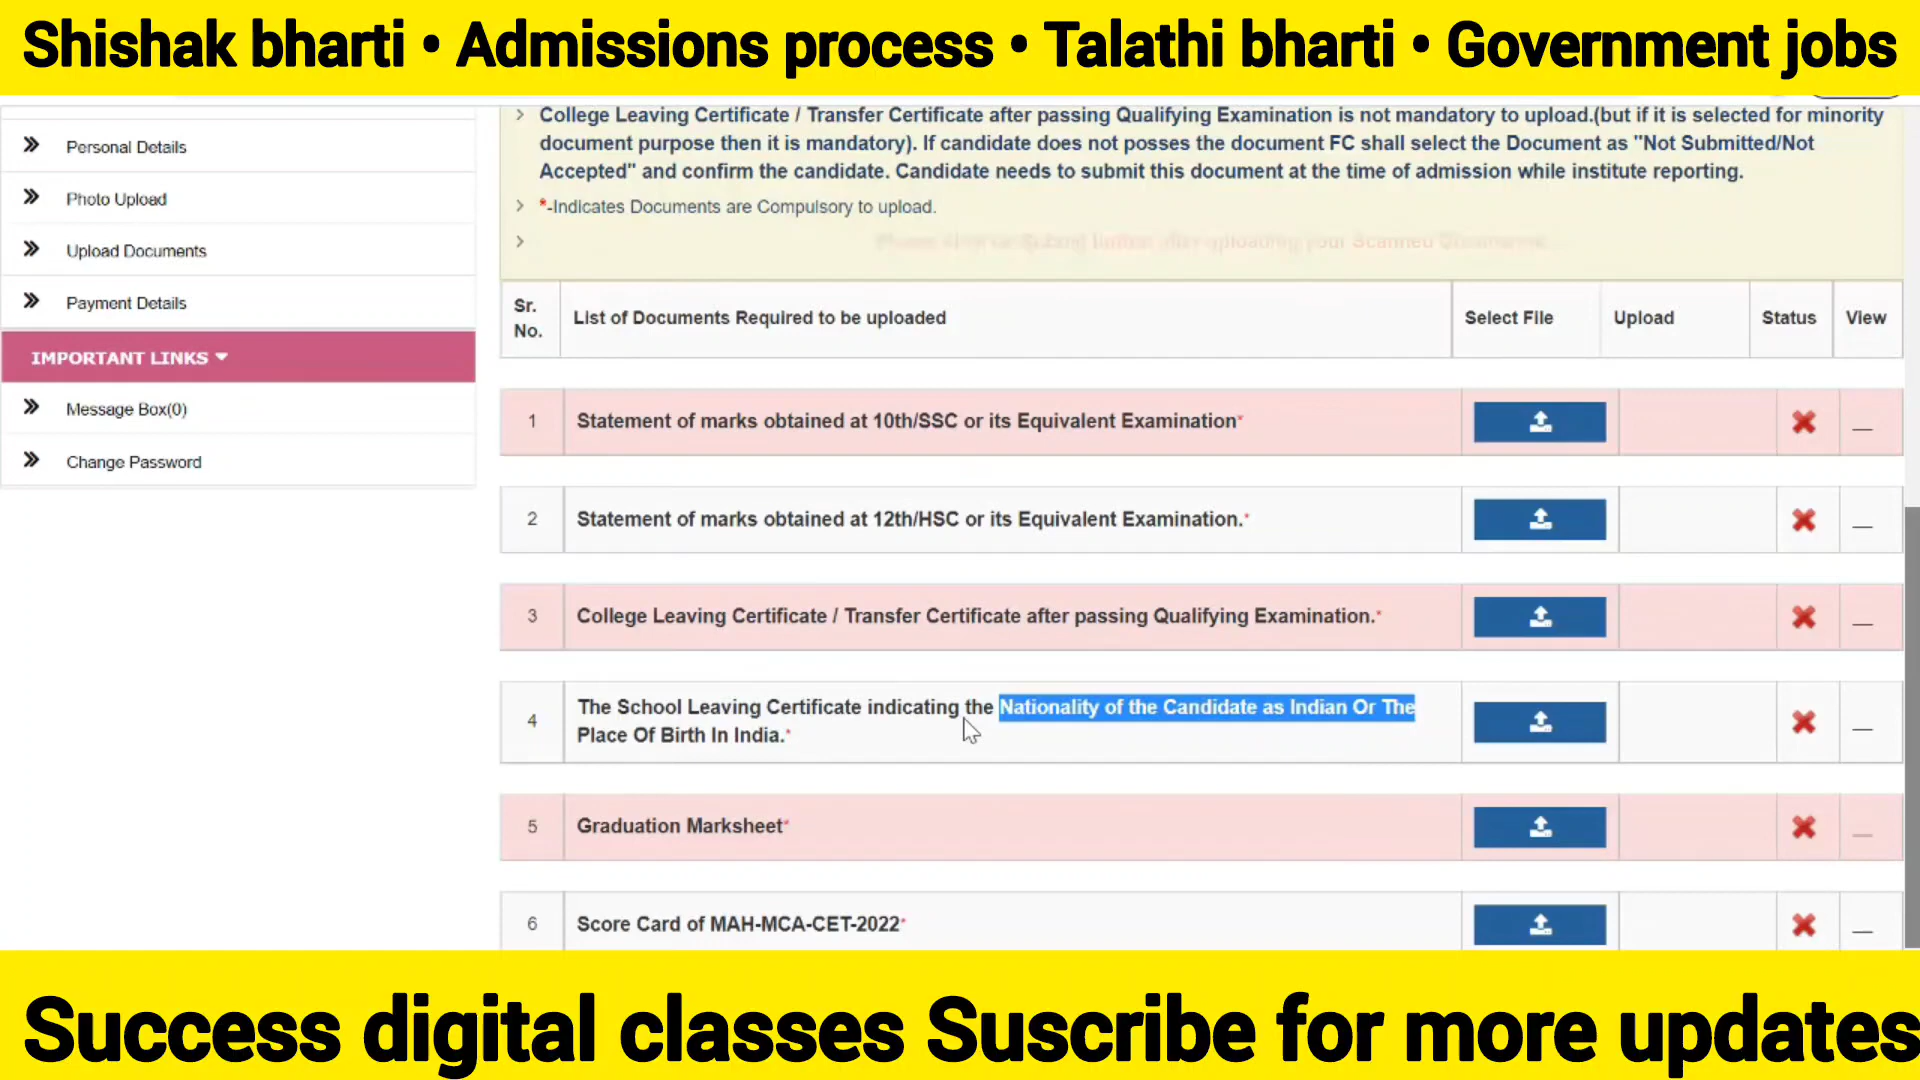 Shishak bharti • Admissions process • Talathi bharti • Government jobs
Personal Details
Photo Upload
Upload Documents
Payment Details
IMPORTANT LINKS
Message Box(0)
Change Password
College Leaving Certificate / Transfer Certificate after passing Qualifying Examination is not mandatory to upload.(but if it is selected for minority
document purpose then it is mandatory). If candidate does not posses the document FC shall select the Document as "Not Submitted/Not
Accepted" and confirm the candidate. Candidate needs to submit this document at the time of admission while institute reporting.
*-Indicates Documents are Compulsory to upload.
after uploading your Scanned Documents.
Sr. No. List of Documents Required to be uploaded Select File Upload Status View
1 Statement of marks obtained at 10th/SSC or its Equivalent Examination*
2 Statement of marks obtained at 12th/HSC or its Equivalent Examination.*
3 College Leaving Certificate / Transfer Certificate after passing Qualifying Examination.*
4 The School Leaving Certificate indicating the Nationality of the Candidate as Indian Or The
Place Of Birth In India.*
5 Graduation Marksheet*
6 Score Card of MAH-MCA-CET-2022*
Success digital classes Suscribe for more updates